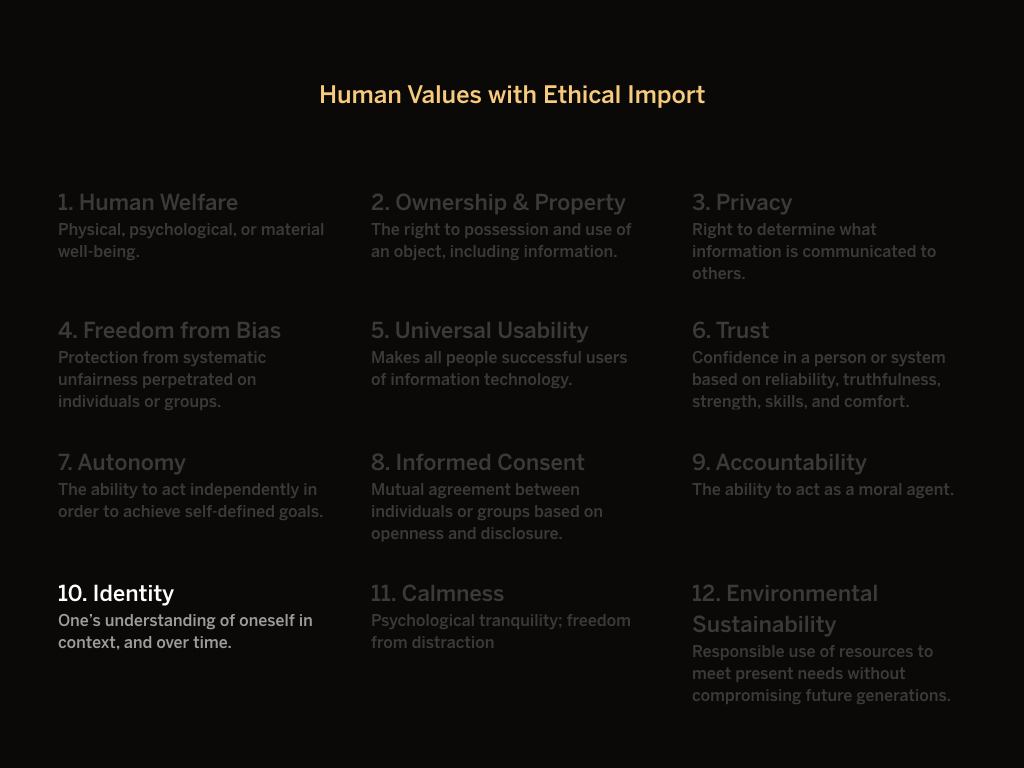 Human Values with Ethical Import
1. Human Welfare
Physical, psychological, or material
well-being.
2. Ownership & Property
The right to possession and use of
an object, including information.
3. Privacy
Right to determine what
information is communicated to
others.
4. Freedom from Bias
Protection from systematic
unfairness perpetrated on
individuals or groups.
5. Universal Usability
Makes all people successful users
of information technology.
6. Trust
Confidence in a person or system
based on reliability, truthfulness,
strength, skills, and comfort.
7. Autonomy
The ability to act independently in
order to achieve self-defined goals.
8. Informed Consent
Mutual agreement between
individuals or groups based on
openness and disclosure.
9. Accountability
The ability to act as a moral agent.
10. Identity
One’s understanding of oneself in
context, and over time.
11. Calmness
Psychological tranquility; freedom
from distraction
12. Environmental
Sustainability
Responsible use of resources to
meet present needs without
compromising future generations.